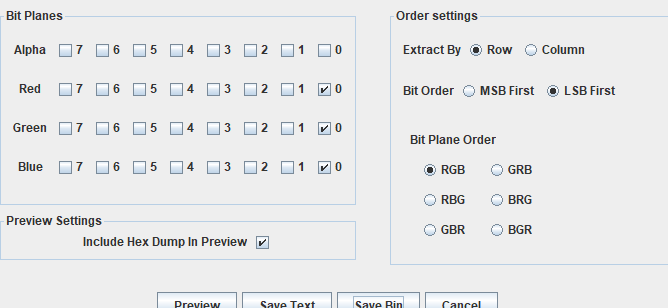 Bit Planes
Alpha 7 6 5 4 3 2 1 0
Red 7 6 5 4 3 2 1 0
Green 7 6 5 4 3 2 1 0
Blue 7 6 5 4 3 2 1 0
Preview Settings
Include Hex Dump In Preview
Order settings
Extract By Row Column
Bit Order MSB First LSB First
Bit Plane Order
RGB GRB
RBG BRG
GBR BGR
Preview Save Text Save Bin Cancel